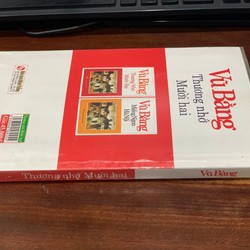 Vũ Bằng
Thương nhớ
Mười hai
Vũ Bằng
Thương nhớ
Mười hai
Vũ Bằng
Miếng Ngon
Hà Nội
Thương nhớ Mười hai
Vũ Bằng